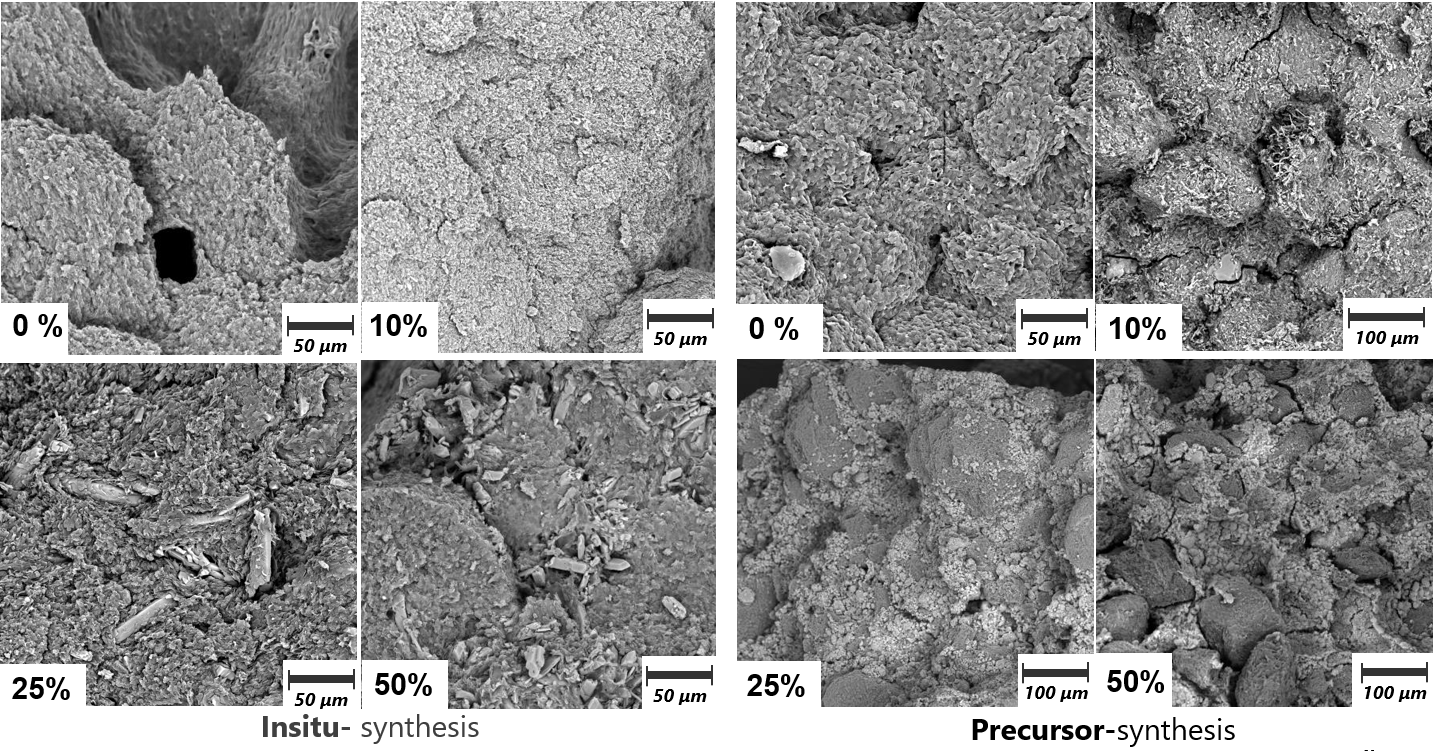 0 %
50 µm
10%
50 µm
0 %
50 µm
10%
100 µm
25%
50 µm
50%
50 µm
25%
100 µm
50%
100 µm
Insitu- synthesis
Precursor-synthesis